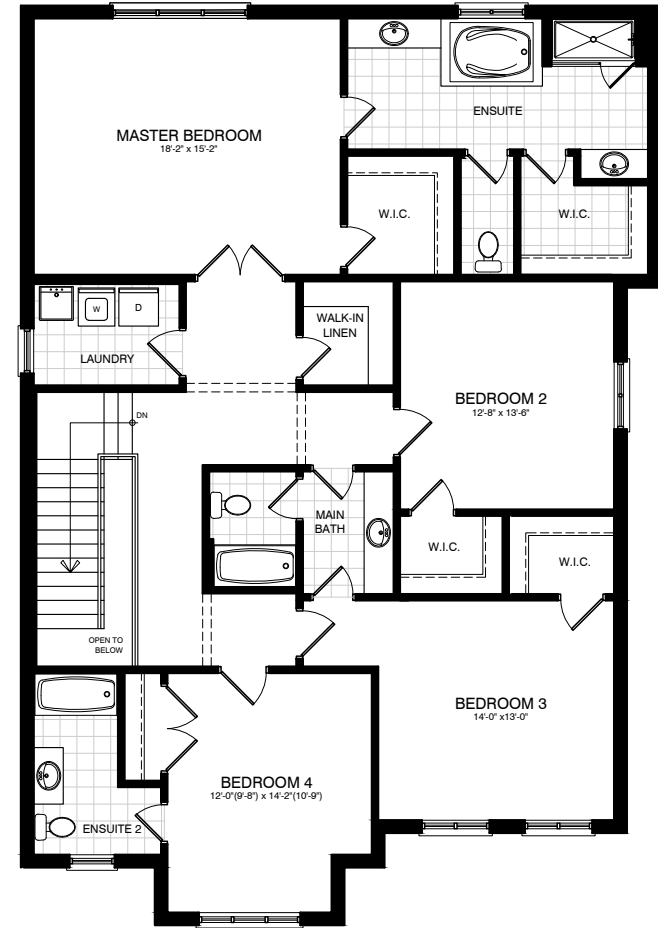 ENSUITE
MASTER BEDROOM
18'-2" x 15'-2"
W.I.C.
W.I.C.
W
D
WALK-IN
LINEN
LAUNDRY
BEDROOM 2
12'-8" x 13'-6"
DN
MAIN
BATH
W.I.C.
W.I.C.
OPEN TO
BELOW
BEDROOM 3
14'-0" x13'-0"
BEDROOM 4
12'-0"(9'-8") x 14'-2"(10'-9")
ENSUITE 2